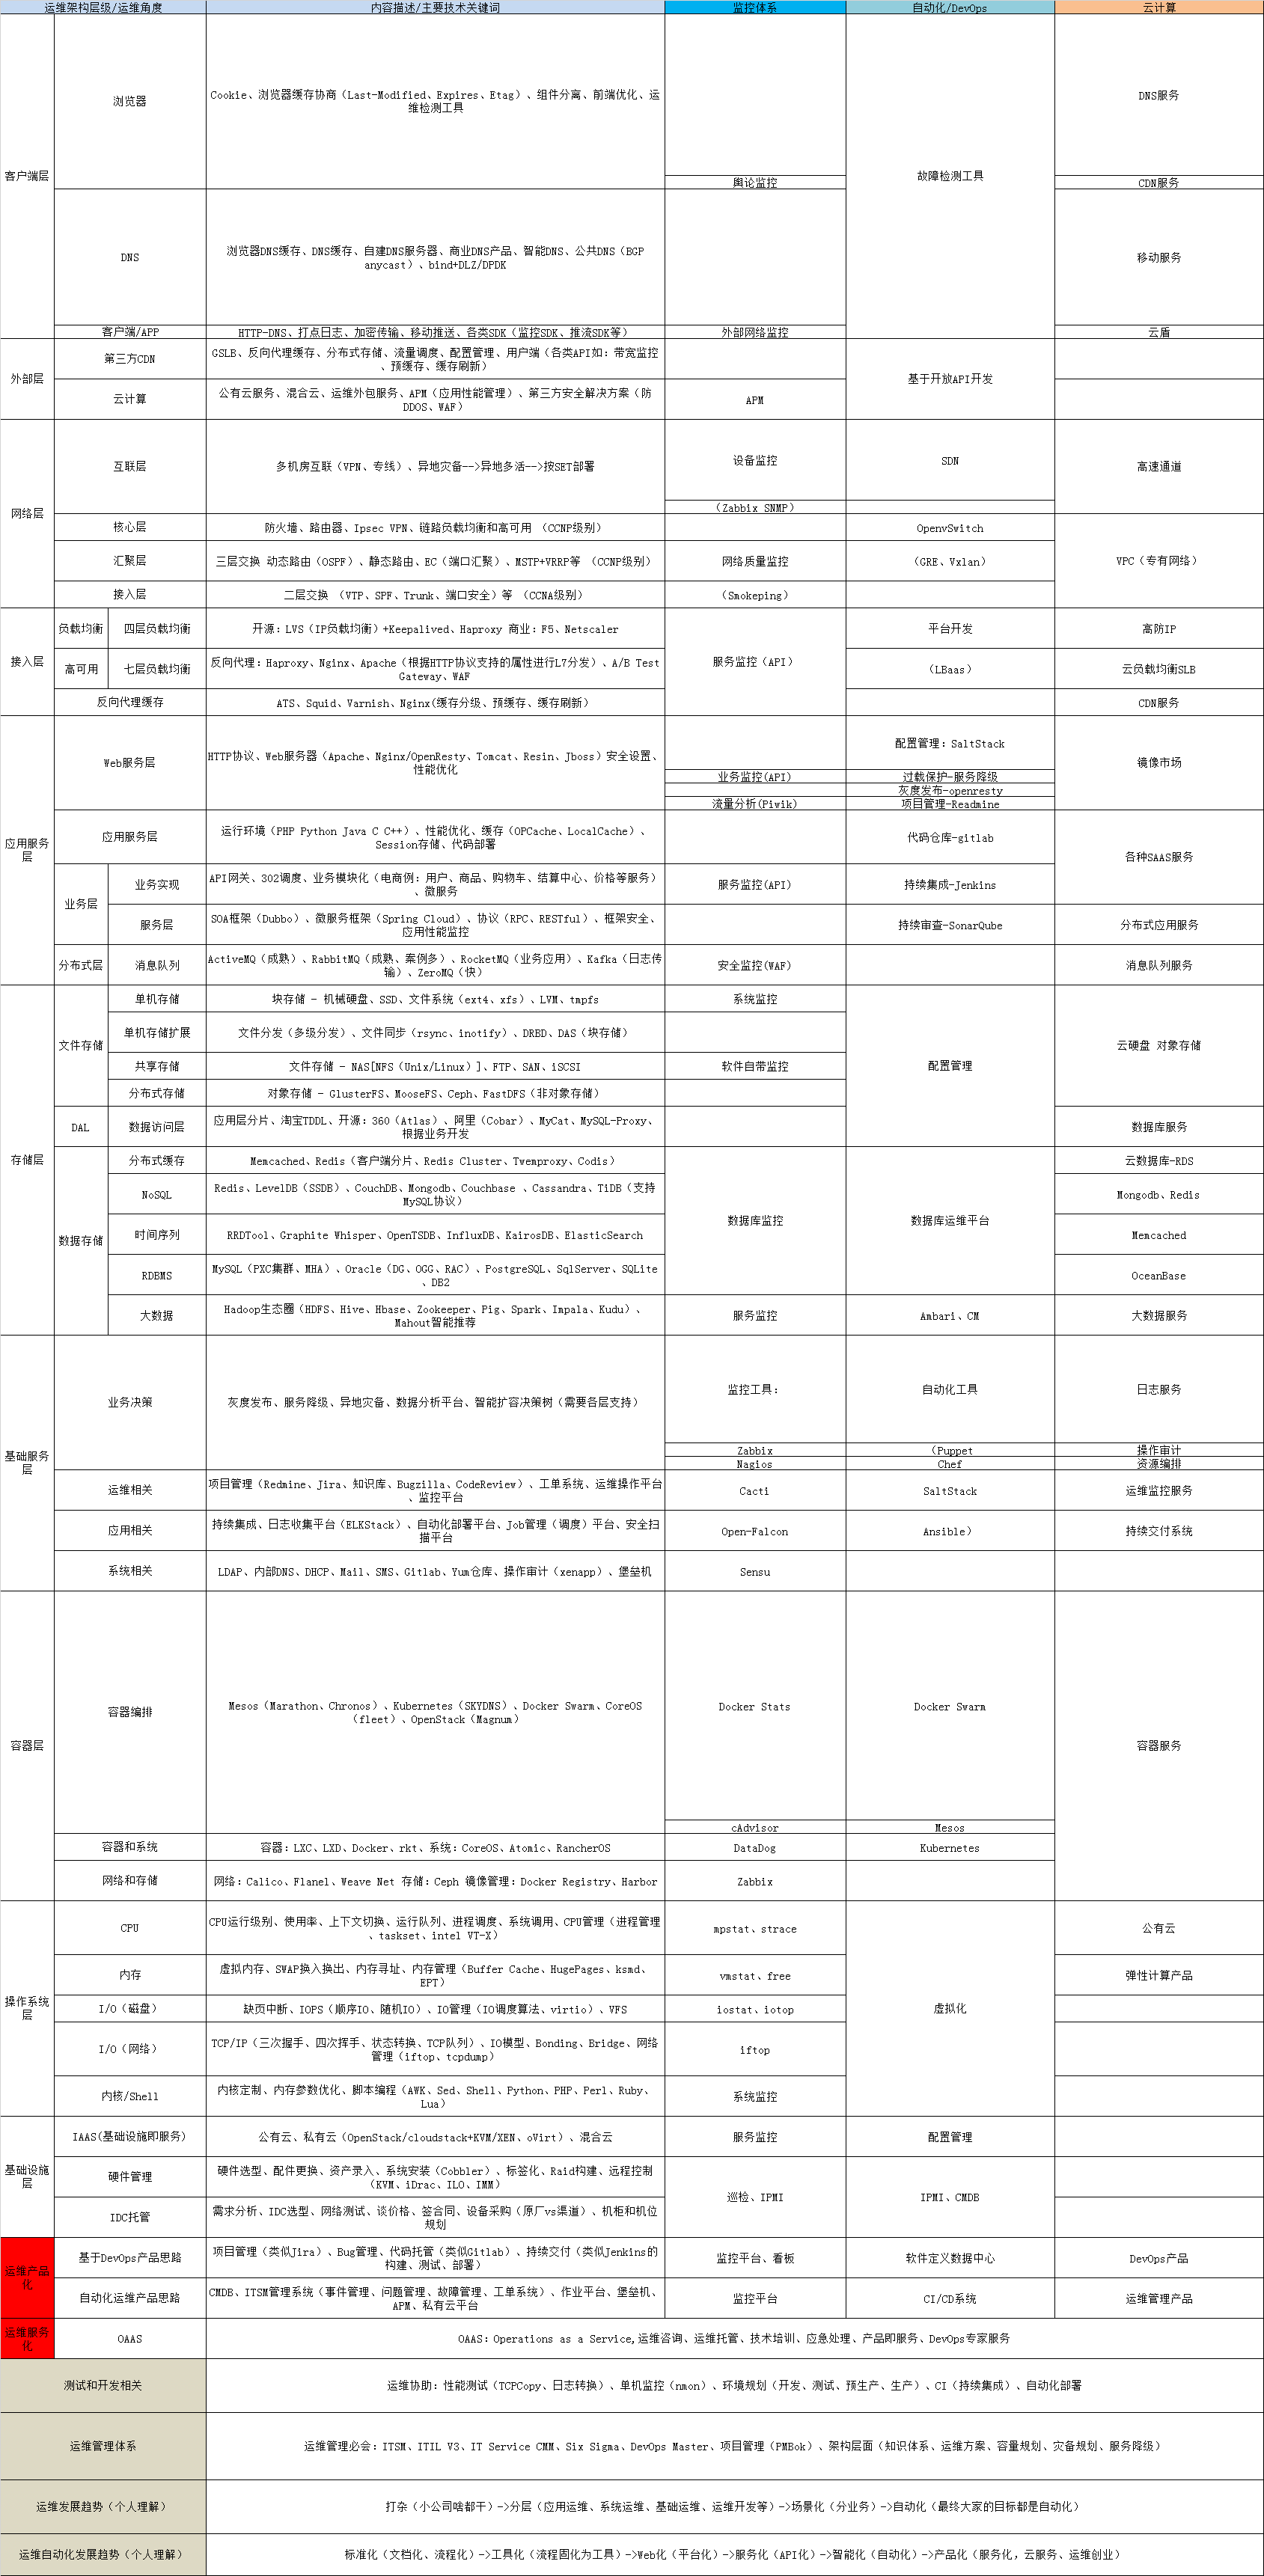 运维架构层级/运维角度
内容描述/主要技术关键词
监控体系
自动化/DevOps
云计算
客户端层
浏览器
Cookie、浏览器缓存协商（Last-Modified、Expires、Etag）、组件分离、前端优化、运
维检测工具
舆论监控
故障检测工具
DNS服务
CDN服务
DNS
浏览器DNS缓存、DNS缓存、自建DNS服务器、商业DNS产品、智能DNS、公共DNS（BGP
anycast）、bind+DLZ/DPDK
移动服务
客户端/APP
HTTP-DNS、打点日志、加密传输、移动推送、各类SDK（监控SDK、推流SDK等）
外部网络监控
云盾
外部层
第三方CDN
GSLB、反向代理缓存、分布式存储、流量调度、配置管理、用户端（各类API如：带宽监控
、预缓存、缓存刷新）
基于开放API开发
云计算
公有云服务、混合云、运维外包服务、APM（应用性能管理）、第三方安全解决方案（防
DDOS、WAF）
APM
网络层
互联层
多机房互联（VPN、专线）、异地灾备-->异地多活-->按SET部署
设备监控
（Zabbix SNMP）
SDN
高速通道
核心层
防火墙、路由器、Ipsec VPN、链路负载均衡和高可用 （CCNP级别）
OpenvSwitch
VPC（专有网络）
汇聚层
三层交换 动态路由（OSPF）、静态路由、EC（端口汇聚）、MSTP+VRRP等 （CCNP级别）
网络质量监控
（GRE、Vxlan）
接入层
二层交换 （VTP、SPF、Trunk、端口安全）等 （CCNA级别）
（Smokeping）
接入层
负载均衡
四层负载均衡
开源：LVS（IP负载均衡）+Keepalived、Haproxy 商业：F5、Netscaler
服务监控（API）
平台开发
高防IP
高可用
七层负载均衡
反向代理：Haproxy、Nginx、Apache（根据HTTP协议支持的属性进行L7分发）、A/B Test
Gateway、WAF
（LBaas）
云负载均衡SLB
反向代理缓存
ATS、Squid、Varnish、Nginx(缓存分级、预缓存、缓存刷新）
CDN服务
应用服务
层
Web服务层
HTTP协议、Web服务器（Apache、Nginx/OpenResty、Tomcat、Resin、Jboss）安全设置、
性能优化
业务监控(API)
流量分析(Piwik)
配置管理：SaltStack
过载保护-服务降级
灰度发布-openresty
项目管理-Readmine
镜像市场
应用服务层
运行环境（PHP Python Java C C++）、性能优化、缓存（OPCache、LocalCache）、
Session存储、代码部署
代码仓库-gitlab
各种SAAS服务
业务层
业务实现
API网关、302调度、业务模块化（电商例：用户、商品、购物车、结算中心、价格等服务）
、微服务
服务监控(API)
持续集成-Jenkins
服务层
SOA框架（Dubbo）、微服务框架（Spring Cloud）、协议（RPC、RESTful）、框架安全、
应用性能监控
持续审查-SonarQube
分布式应用服务
分布式层
消息队列
ActiveMQ（成熟）、RabbitMQ（成熟、案例多）、RocketMQ（业务应用）、Kafka（日志传
输）、ZeroMQ（快）
安全监控(WAF)
消息队列服务
存储层
文件存储
单机存储
块存储 - 机械硬盘、SSD、文件系统（ext4、xfs）、LVM、tmpfs
系统监控
配置管理
云硬盘 对象存储
单机存储扩展
文件分发（多级分发）、文件同步（rsync、inotify）、DRBD、DAS（块存储）
共享存储
文件存储 - NAS[NFS（Unix/Linux）]、FTP、SAN、iSCSI
软件自带监控
分布式存储
对象存储 - GlusterFS、MooseFS、Ceph、FastDFS（非对象存储）
DAL
数据访问层
应用层分片、淘宝TDDL、开源：360（Atlas）、阿里（Cobar）、MyCat、MySQL-Proxy、
根据业务开发
数据库服务
数据存储
分布式缓存
Memcached、Redis（客户端分片、Redis Cluster、Twemproxy、Codis）
数据库监控
数据库运维平台
云数据库-RDS
NoSQL
Redis、LevelDB（SSDB）、CouchDB、Mongodb、Couchbase 、Cassandra、TiDB（支持
MySQL协议）
Mongodb、Redis
时间序列
RRDTool、Graphite Whisper、OpenTSDB、InfluxDB、KairosDB、ElasticSearch
Memcached
RDBMS
MySQL（PXC集群、MHA）、Oracle（DG、OGG、RAC）、PostgreSQL、SqlServer、SQLite
、DB2
OceanBase
大数据
Hadoop生态圈（HDFS、Hive、Hbase、Zookeeper、Pig、Spark、Impala、Kudu）、
Mahout智能推荐
服务监控
Ambari、CM
大数据服务
基础服务
层
业务决策
灰度发布、服务降级、异地灾备、数据分析平台、智能扩容决策树（需要各层支持）
监控工具：
自动化工具
日志服务
Zabbix
（Puppet
操作审计
Nagios
Chef
资源编排
运维相关
项目管理（Redmine、Jira、知识库、Bugzilla、CodeReview）、工单系统、运维操作平台
、监控平台
Cacti
SaltStack
运维监控服务
应用相关
持续集成、日志收集平台（ELKStack）、自动化部署平台、Job管理（调度）平台、安全扫
描平台
Open-Falcon
Ansible）
持续交付系统
系统相关
LDAP、内部DNS、DHCP、Mail、SMS、Gitlab、Yum仓库、操作审计（xenapp）、堡垒机
Sensu
容器层
容器编排
Mesos（Marathon、Chronos）、Kubernetes（SKYDNS）、Docker Swarm、CoreOS
（fleet）、OpenStack（Magnum）
Docker Stats
Docker Swarm
容器服务
cAdvisor
Mesos
容器和系统
容器：LXC、LXD、Docker、rkt、系统：CoreOS、Atomic、RancherOS
DataDog
Kubernetes
网络和存储
网络：Calico、Flanel、Weave Net 存储：Ceph 镜像管理：Docker Registry、Harbor
Zabbix
操作系统
层
CPU
CPU运行级别、使用率、上下文切换、运行队列、进程调度、系统调用、CPU管理（进程管理
、taskset、intel VT-X）
mpstat、strace
虚拟化
公有云
内存
虚拟内存、SWAP换入换出、内存寻址、内存管理（Buffer Cache、HugePages、ksmd、
EPT）
vmstat、free
弹性计算产品
I/O（磁盘）
缺页中断、IOPS（顺序IO、随机IO）、IO管理（IO调度算法、virtio）、VFS
iostat、iotop
I/O（网络）
TCP/IP（三次握手、四次挥手、状态转换、TCP队列）、IO模型、Bonding、Bridge、网络
管理（iftop、tcpdump）
iftop
内核/Shell
内核定制、内存参数优化、脚本编程（AWK、Sed、Shell、Python、PHP、Perl、Ruby、
Lua）
系统监控
基础设施
层
IAAS(基础设施即服务)
公有云、私有云（OpenStack/cloudstack+KVM/XEN、oVirt）、混合云
服务监控
配置管理
硬件管理
硬件选型、配件更换、资产录入、系统安装（Cobbler）、标签化、Raid构建、远程控制
（KVM、iDrac、ILO、IMM）
巡检、IPMI
IPMI、CMDB
IDC托管
需求分析、IDC选型、网络测试、谈价格、签合同、设备采购（原厂vs渠道）、机柜和机位
规划
运维产品
化
基于DevOps产品思路
项目管理（类似Jira）、Bug管理、代码托管（类似Gitlab）、持续交付（类似Jenkins的
构建、测试、部署）
监控平台、看板
软件定义数据中心
DevOps产品
自动化运维产品思路
CMDB、ITSM管理系统（事件管理、问题管理、故障管理、工单系统）、作业平台、堡垒机、
APM、私有云平台
监控平台
CI/CD系统
运维管理产品
运维服务
化
OAAS
OAAS：Operations as a Service,运维咨询、运维托管、技术培训、应急处理、产品即服务、DevOps专家服务
测试和开发相关
运维协助：性能测试（TCPCopy、日志转换）、单机监控（nmon）、环境规划（开发、测试、预生产、生产）、CI（持续集成）、自动化部署
运维管理体系
运维管理必会：ITSM、ITIL V3、IT Service CMM、Six Sigma、DevOps Master、项目管理（PMBok）、架构层面（知识体系、运维方案、容量规划、灾备规划、服务降级）
运维发展趋势（个人理解）
打杂（小公司啥都干）->分层（应用运维、系统运维、基础运维、运维开发等）->场景化（分业务）->自动化（最终大家的目标都是自动化）
运维自动化发展趋势（个人理解）
标准化（文档化、流程化）->工具化（流程固化为工具）->Web化（平台化）->服务化（API化）->智能化（自动化）->产品化（服务化，云服务、运维创业）